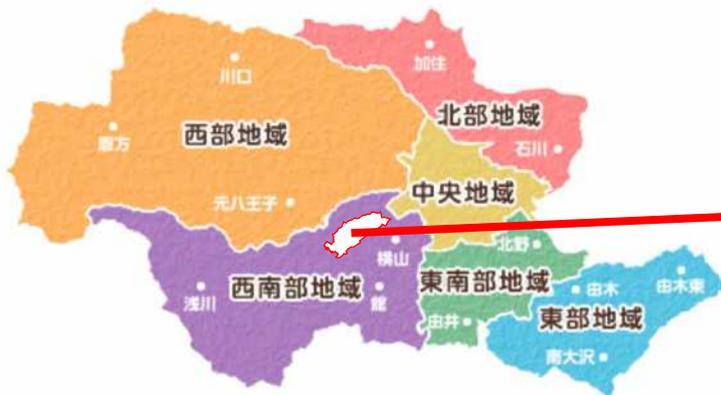 加住
川口
北部地域
恩方
西部地域
石川
中央地域
元八王子
北野
横山
西南部地域
東南部地域
浅川
館
由木
由木東
東部地域
由井
南大沢